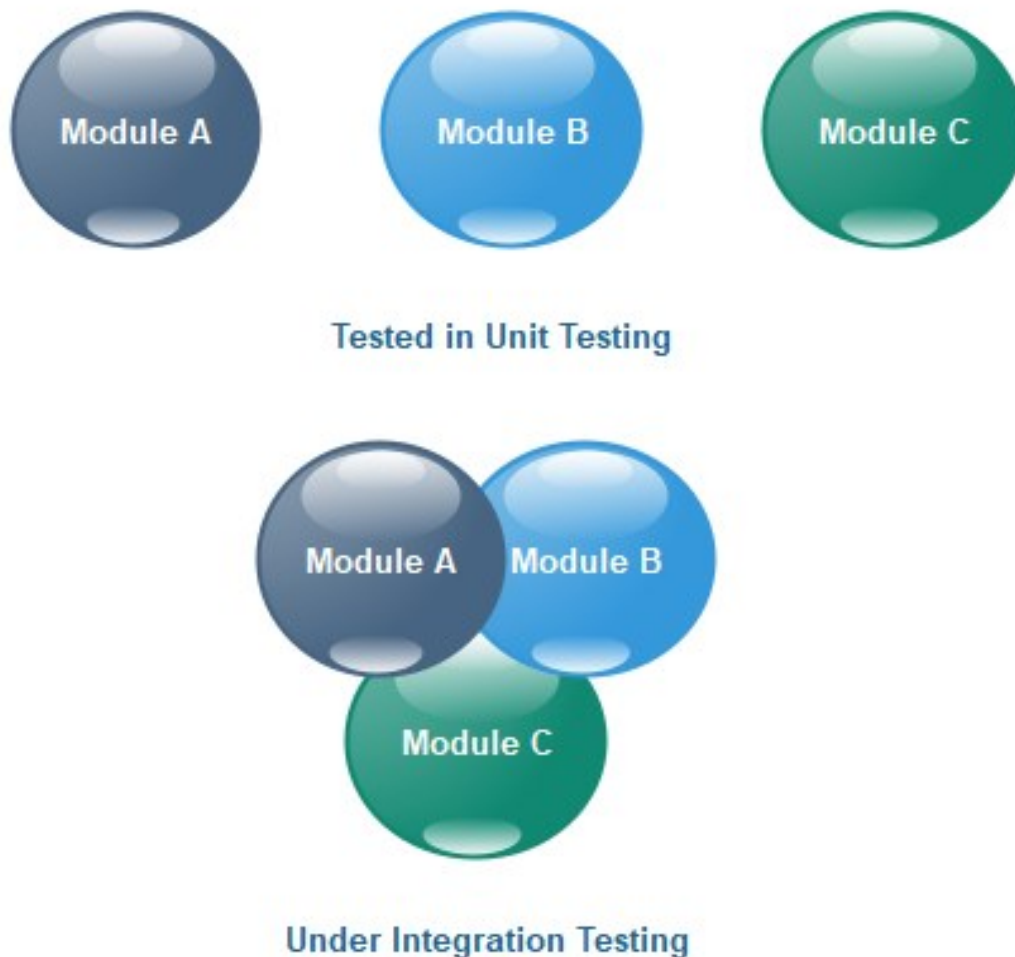 Module A
Module B
Module C
Tested in Unit Testing
Module A
Module B
Module C
Under Integration Testing